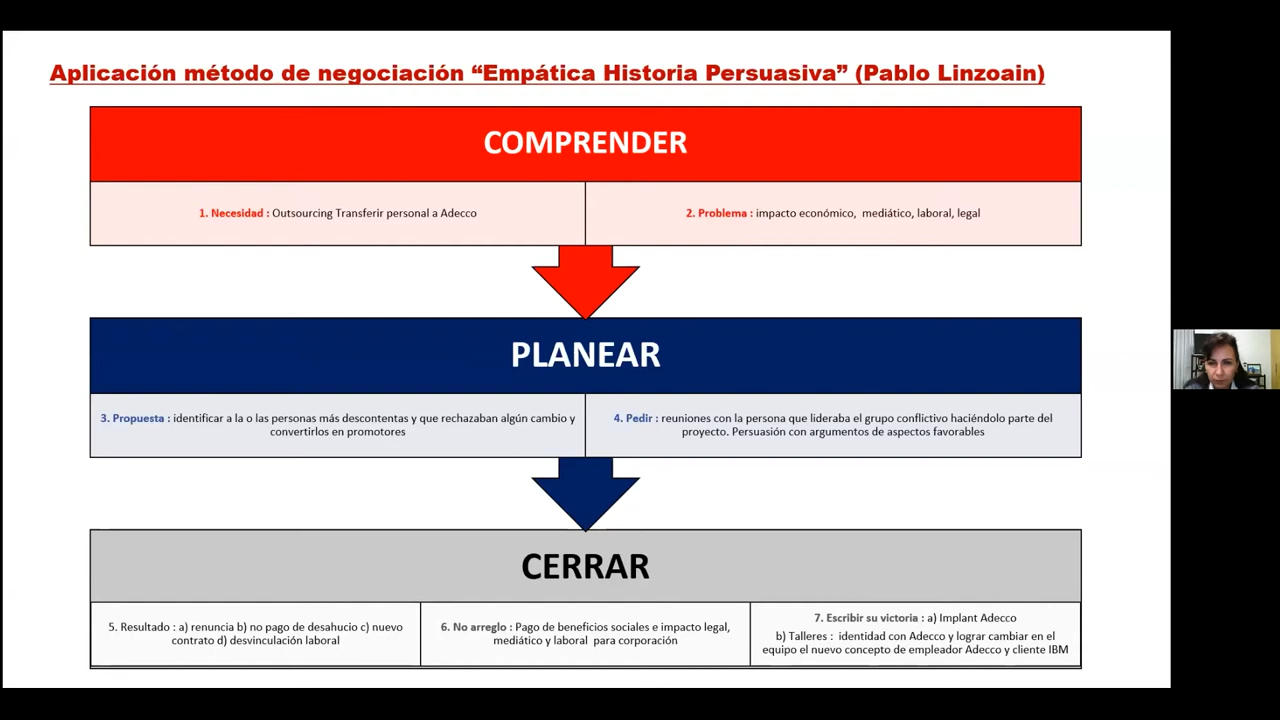 Aplicación método de negociación “Empática Historia Persuasiva” (Pablo Linzoain)
COMPRENDER
1. Necesidad : Outsourcing Transferir personal a Adecco
2. Problema : impacto económico, mediático, laboral, legal
PLANEAR
3. Propuesta : identificar a la o las personas más descontentas y que rechazaban algún cambio y
convertirlos en promotores
4. Pedir : reuniones con la persona que lideraba el grupo conflictivo haciéndolo parte del
proyecto. Persuasión con argumentos de aspectos favorables
CERRAR
5. Resultado : a) renuncia b) no pago de desahucio c) nuevo
contrato d) desvinculación laboral
6. No arreglo : Pago de beneficios sociales e impacto legal,
mediático y laboral para corporación
7. Escribir su victoria : a) Implant Adecco
b) Talleres : identidad con Adecco y lograr cambiar en el
equipo el nuevo concepto de empleador Adecco y cliente IBM